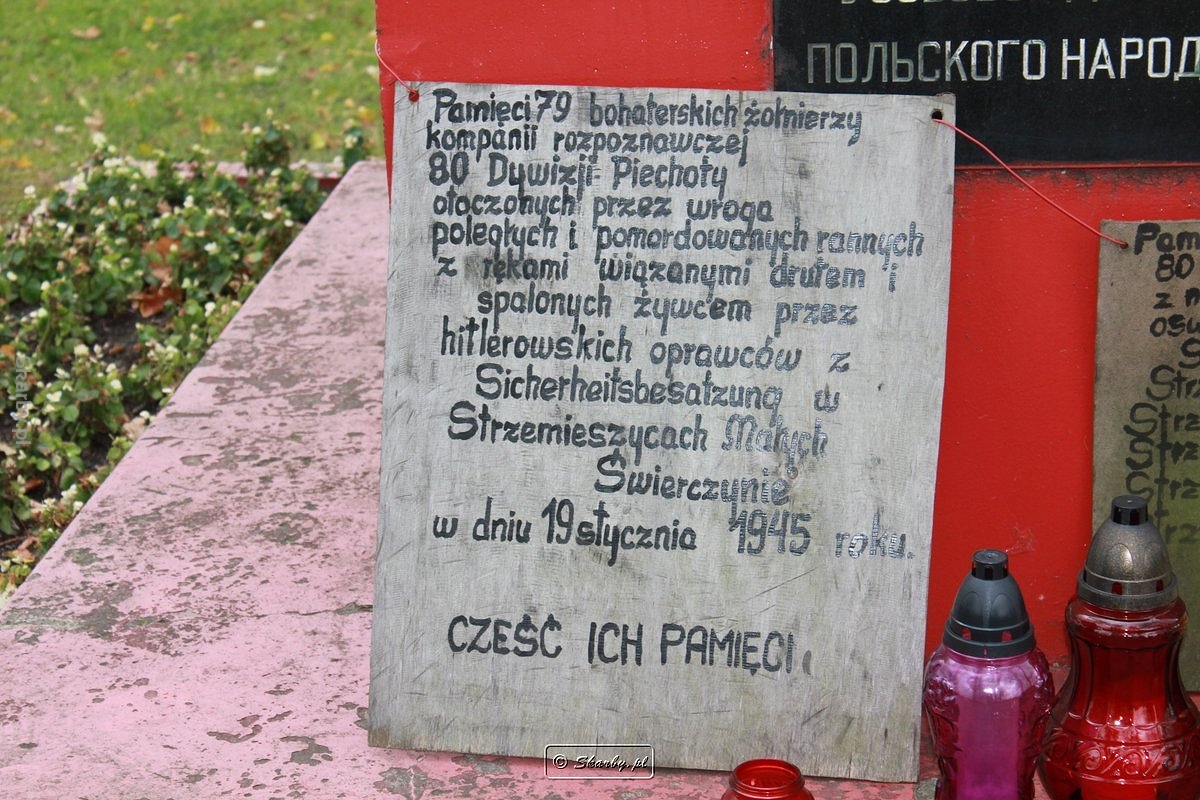 ПОЛЬСКОГО НАРОД
Pamięci 79 bohaterskich żołnierzy
kompanii rozpoznawczej
80 Dywizji Piechoty
otoczonych przez wroga
poległych i pomordowanych rannych
z rękami wiązanymi drutem i
spalonych żywcem przez
hitlerowskich oprawców z
Sicherheitsbesatzung w
Strzemieszycach Małych
Świerczynie
w dniu 19 stycznia 1945 roku.
CZEŚĆ ICH PAMIĘCI
Pam
80
z
Strz
© Skarby.pl